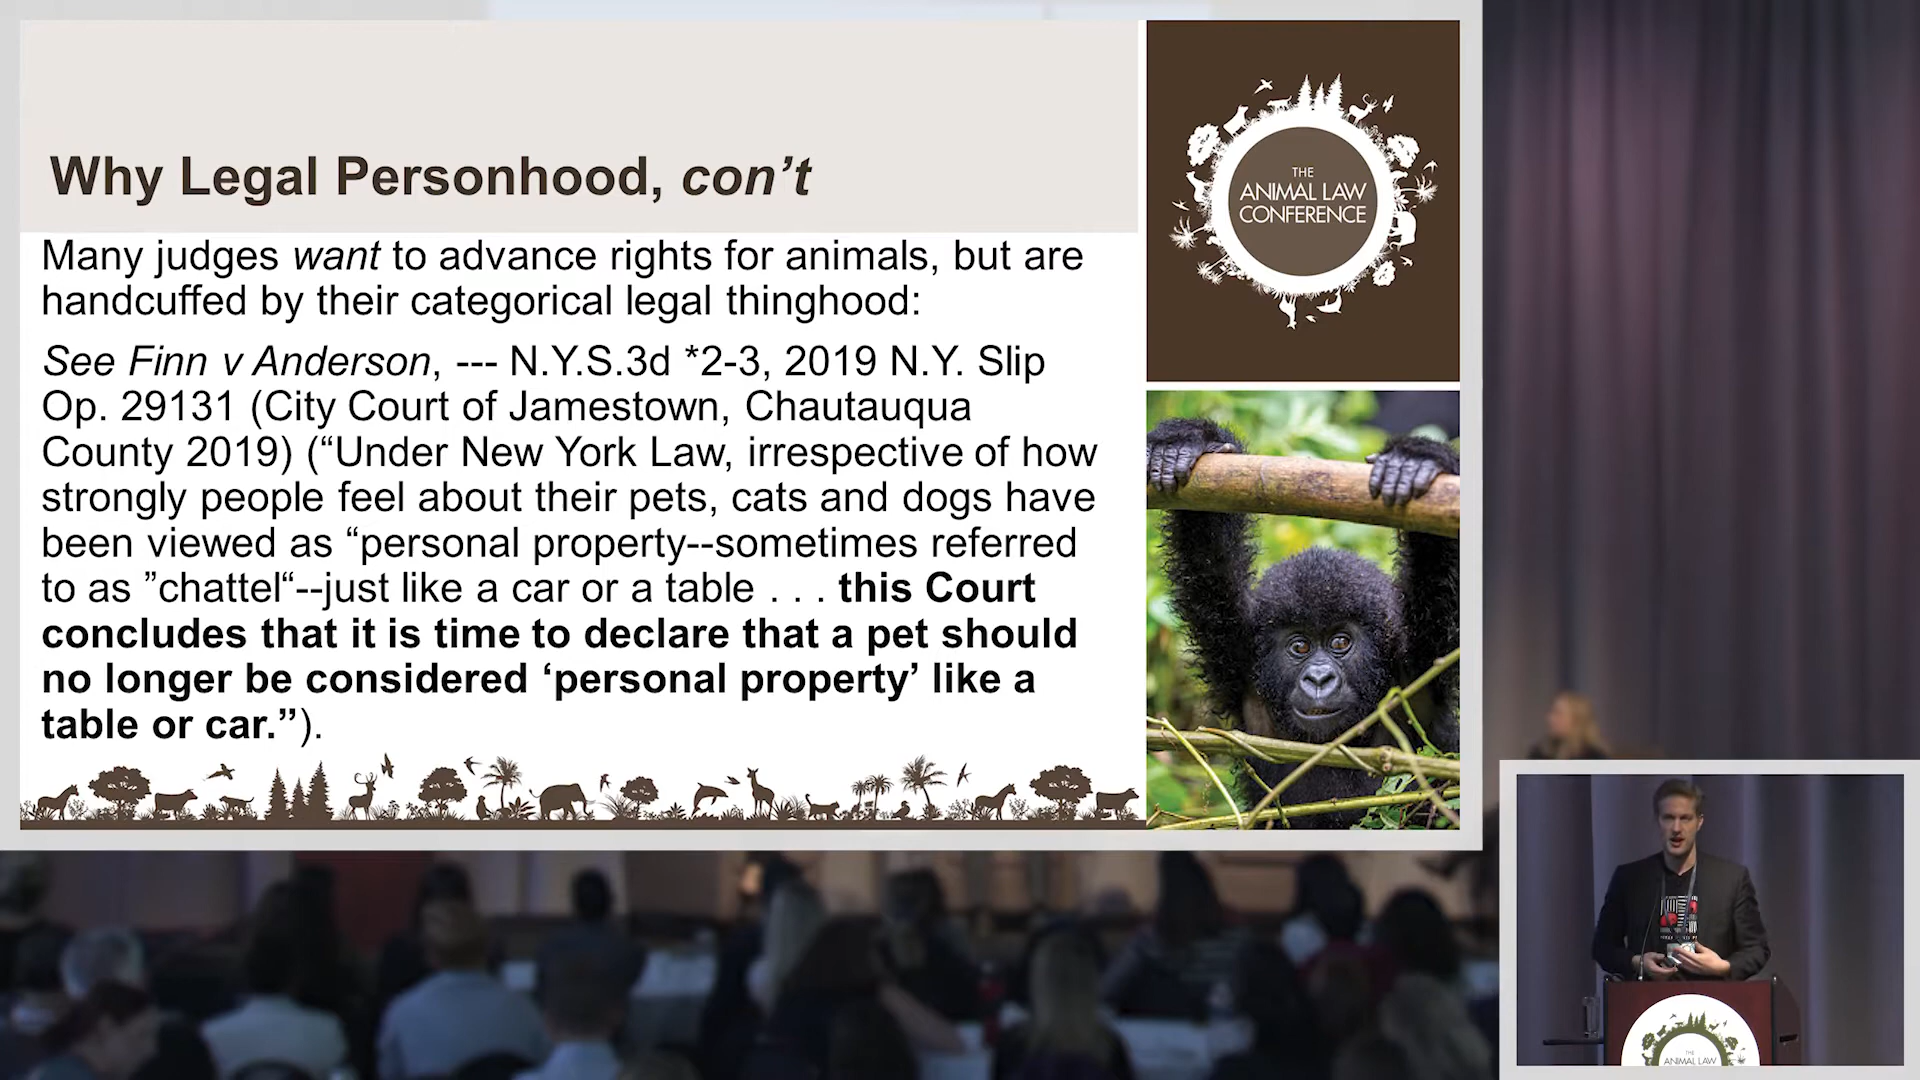 Why Legal Personhood, con’t
Many judges want to advance rights for animals, but are
handcuffed by their categorical legal thinghood:
See Finn v Anderson, --- N.Y.S.3d *2-3, 2019 N.Y. Slip
Op. 29131 (City Court of Jamestown, Chautauqua
County 2019) (“Under New York Law, irrespective of how
strongly people feel about their pets, cats and dogs have
been viewed as “personal property--sometimes referred
to as ”chattel“--just like a car or a table . . . this Court
concludes that it is time to declare that a pet should
no longer be considered ‘personal property’ like a
table or car.”).
THE
ANIMAL LAW
CONFERENCE
THE
ANIMAL LAW